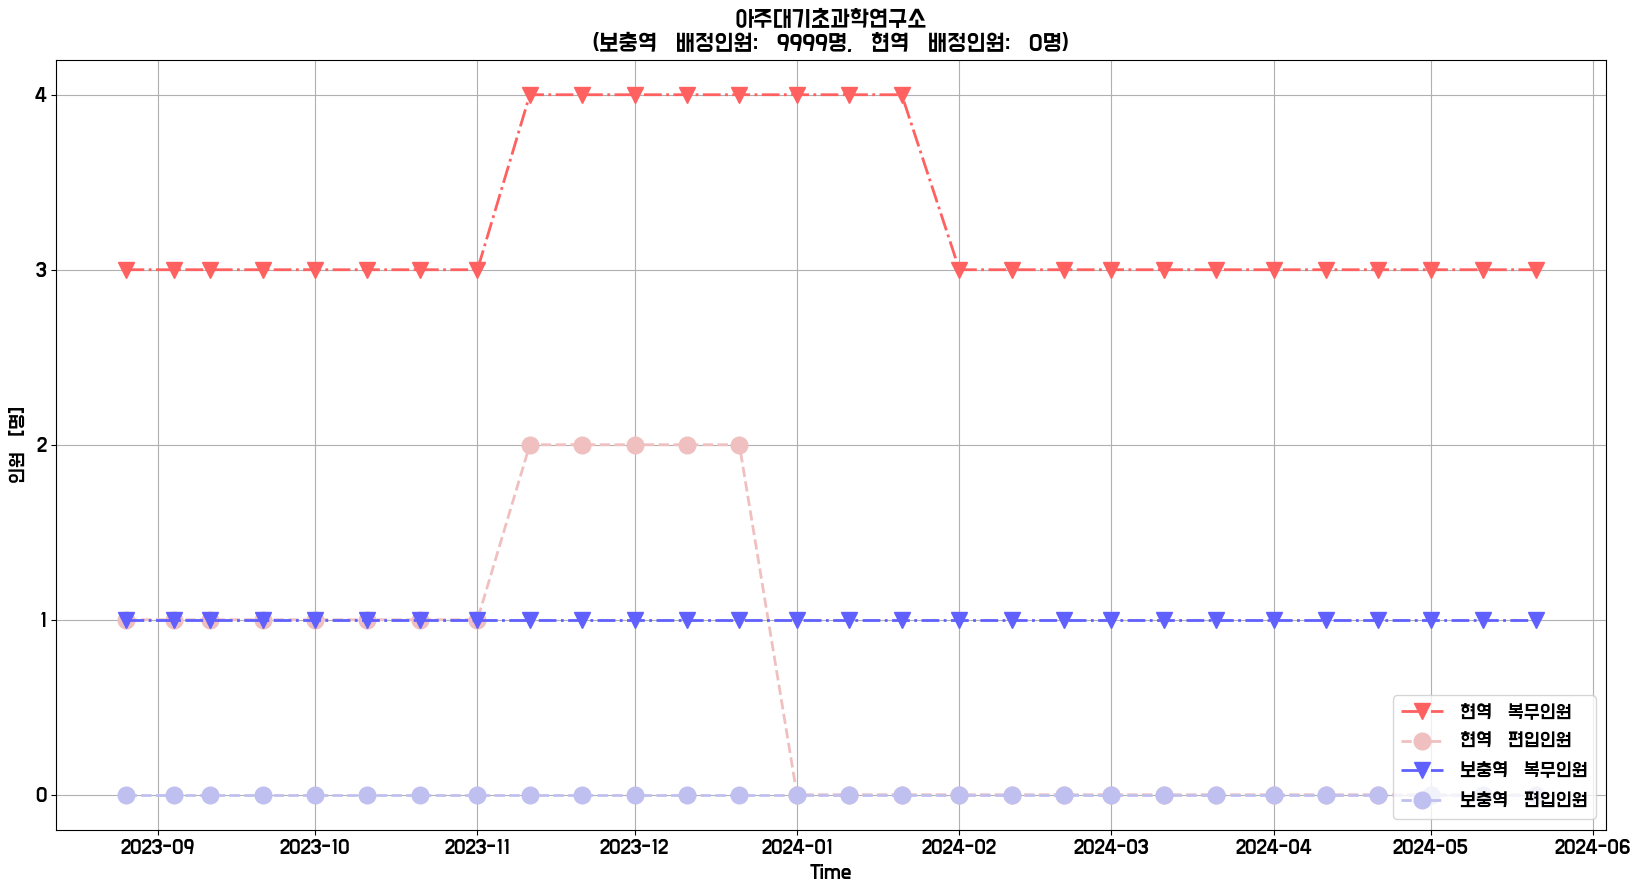 아주대기초과학연구소
(보충역 배정인원: 9999명, 현역 배정인원: 0명)
4
3
2
1
0
인원 [명]
2023-09 2023-10 2023-11 2023-12 2024-01 2024-02 2024-03 2024-04 2024-05 2024-06
Time
현역 복무인원
현역 편입인원
보충역 복무인원
보충역 편입인원